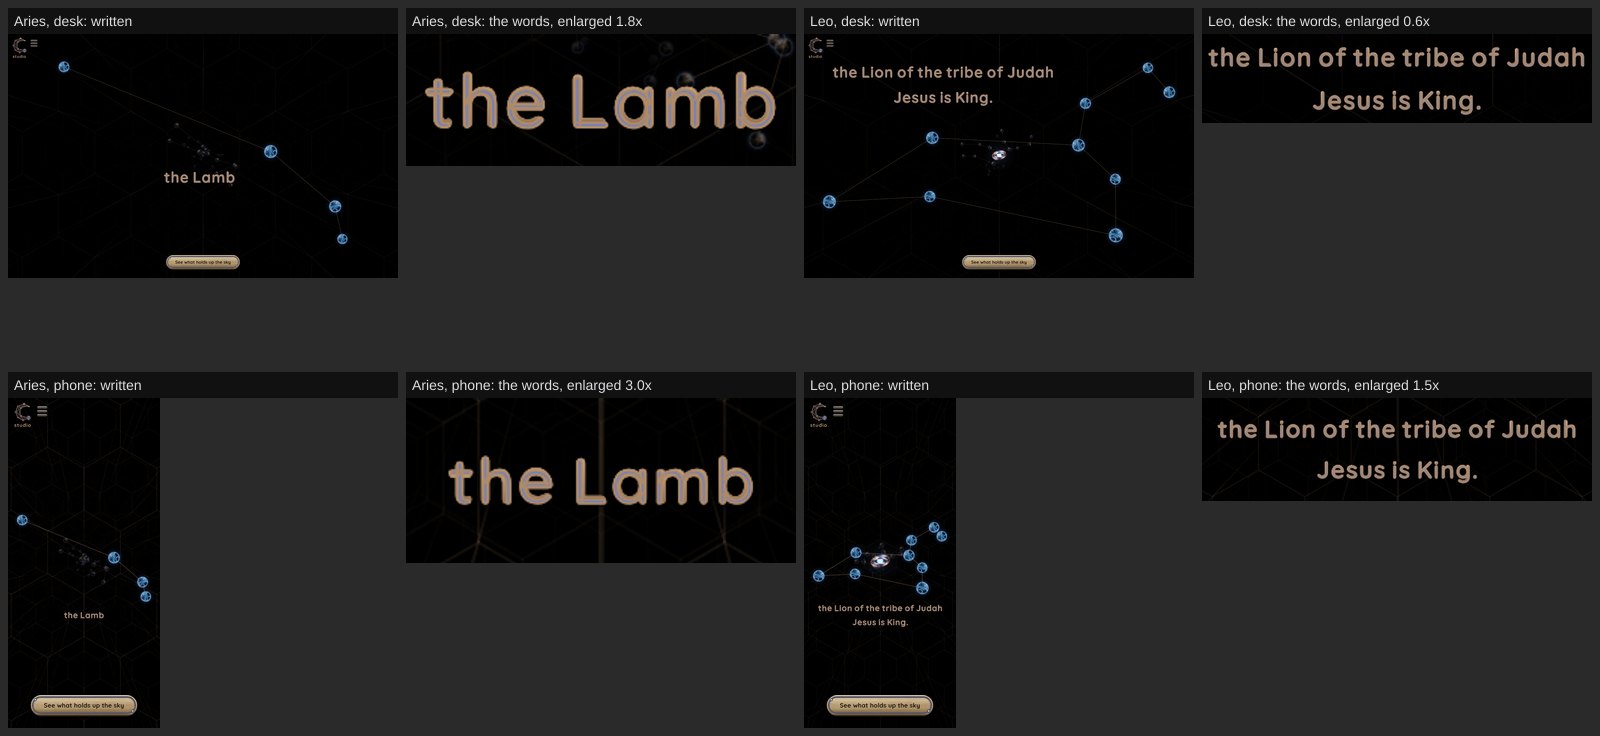 Aries, desk: written
studio
the Lamb
See what holds up the sky
Aries, desk: the words, enlarged 1.8x
the Lamb
Leo, desk: written
studio
the Lion of the tribe of Judah
Jesus is King.
See what holds up the sky
Leo, desk: the words, enlarged 0.6x
the Lion of the tribe of Judah
Jesus is King.
Aries, phone: written
studio
the Lamb
See what holds up the sky
Aries, phone: the words, enlarged 3.0x
the Lamb
Leo, phone: written
studio
the Lion of the tribe of Judah
Jesus is King.
See what holds up the sky
Leo, phone: the words, enlarged 1.5x
the Lion of the tribe of Judah
Jesus is King.